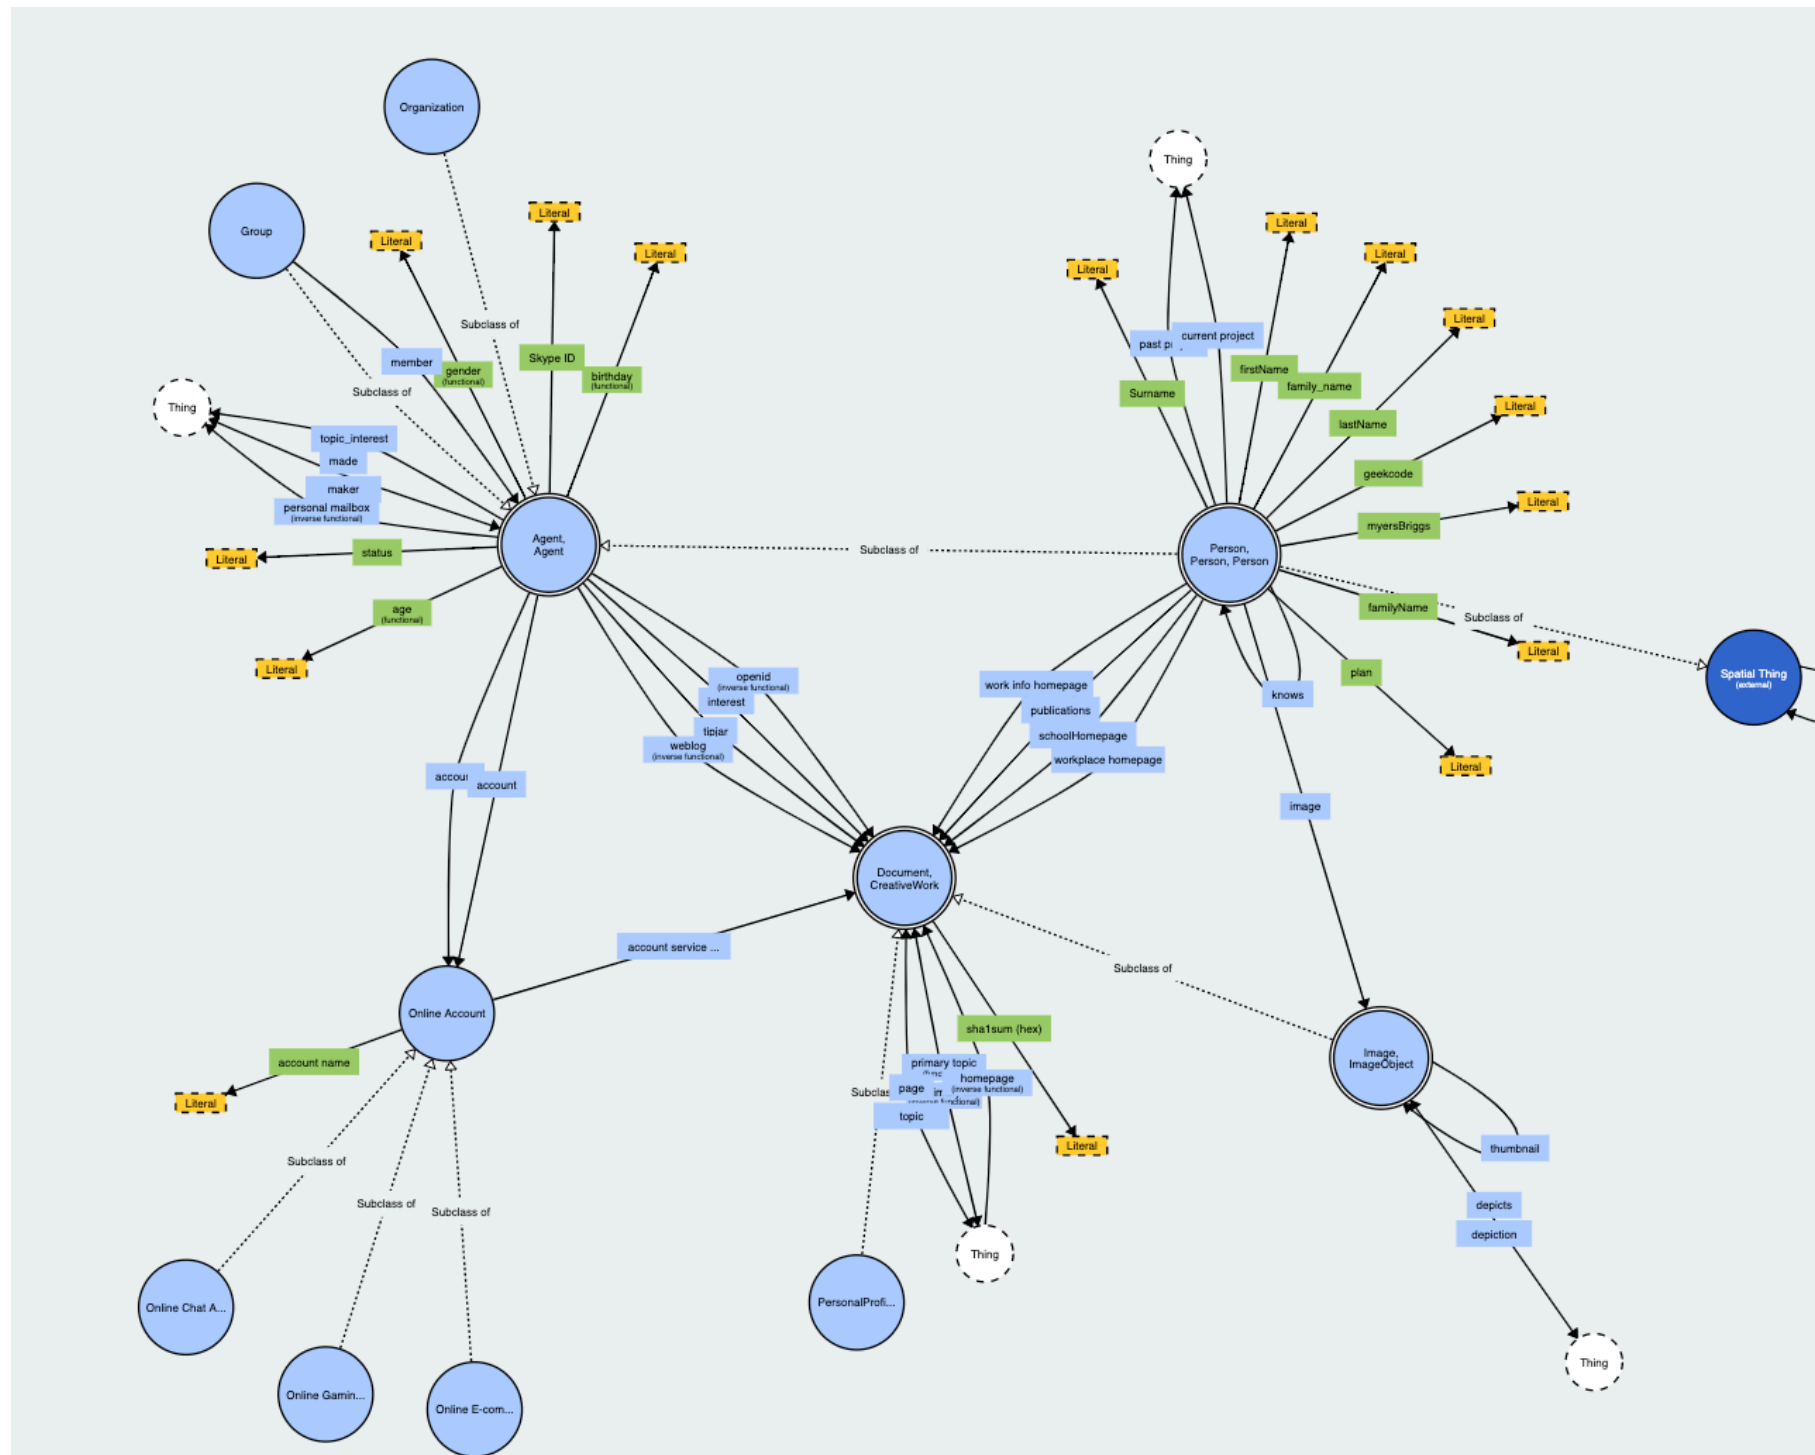 Organization
Thing
Group
Literal
Literal
Literal
Literal
Literal
Literal
Literal
Literal
Subclass of
member
gender
(functional)
Skype ID
birthday
(functional)
Subclass of
past
current project
firstName
family_name
Surname
lastName
Literal
Thing
topic_interest
made
maker
personal mailbox
(inverse functional)
status
Literal
age
(functional)
Literal
Agent,
Agent
Subclass of
Person,
Person, Person
geekcode
myersBriggs
Literal
familyName
Subclass of
Literal
plan
Literal
Spatial Thing
(external)
openid
(inverse functional)
interest
tipjar
weblog
(inverse functional)
work info homepage
publications
schoolHomepage
workplace homepage
knows
account
image
Document,
CreativeWork
account service ...
Subclass of
Online Account
account name
Literal
sha1sum (hex)
primary topic
homepage
(inverse functional)
page
topic
Literal
Image,
ImageObject
thumbnail
depicts
depiction
Subclass of
Subclass of
Subclass of
Thing
PersonalProfi...
Online Chat A...
Online Gamin...
Online E-com...
Thing